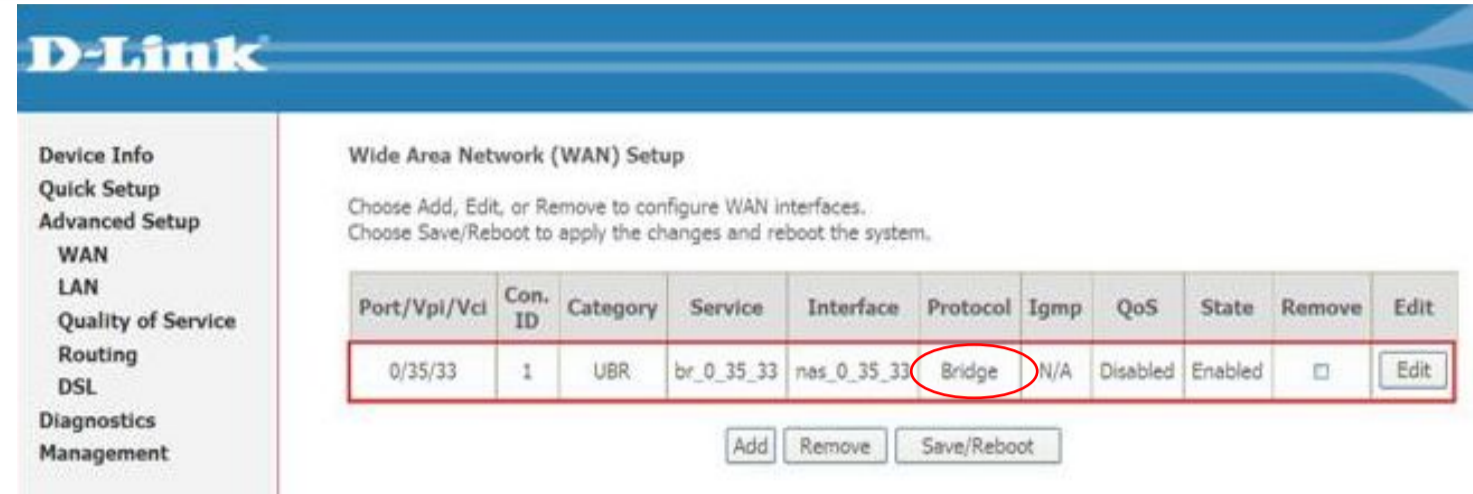 D-Link
Device Info
Quick Setup
Advanced Setup
WAN
LAN
Quality of Service
Routing
DSL
Diagnostics
Management
Wide Area Network (WAN) Setup
Choose Add, Edit, or Remove to configure WAN interfaces.
Choose Save/Reboot to apply the changes and reboot the system.
Port/Vpi/Vci Con. ID Category Service Interface Protocol Igmp QoS State Remove Edit
0/35/33 1 UBR br_0_35_33 nas_0_35_33 Bridge N/A Disabled Enabled Edit
Add Remove Save/Reboot